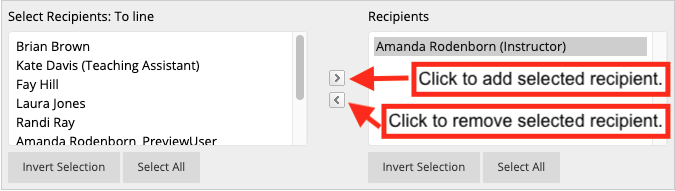 Select Recipients: To line
Brian Brown
Kate Davis (Teaching Assistant)
Fay Hill
Laura Jones
Randi Ray
Amanda Rodenborn_PreviewUser
Invert Selection
Select All
Recipients
Amanda Rodenborn (Instructor)
Click to add selected recipient.
Click to remove selected recipient.
Invert Selection
Select All